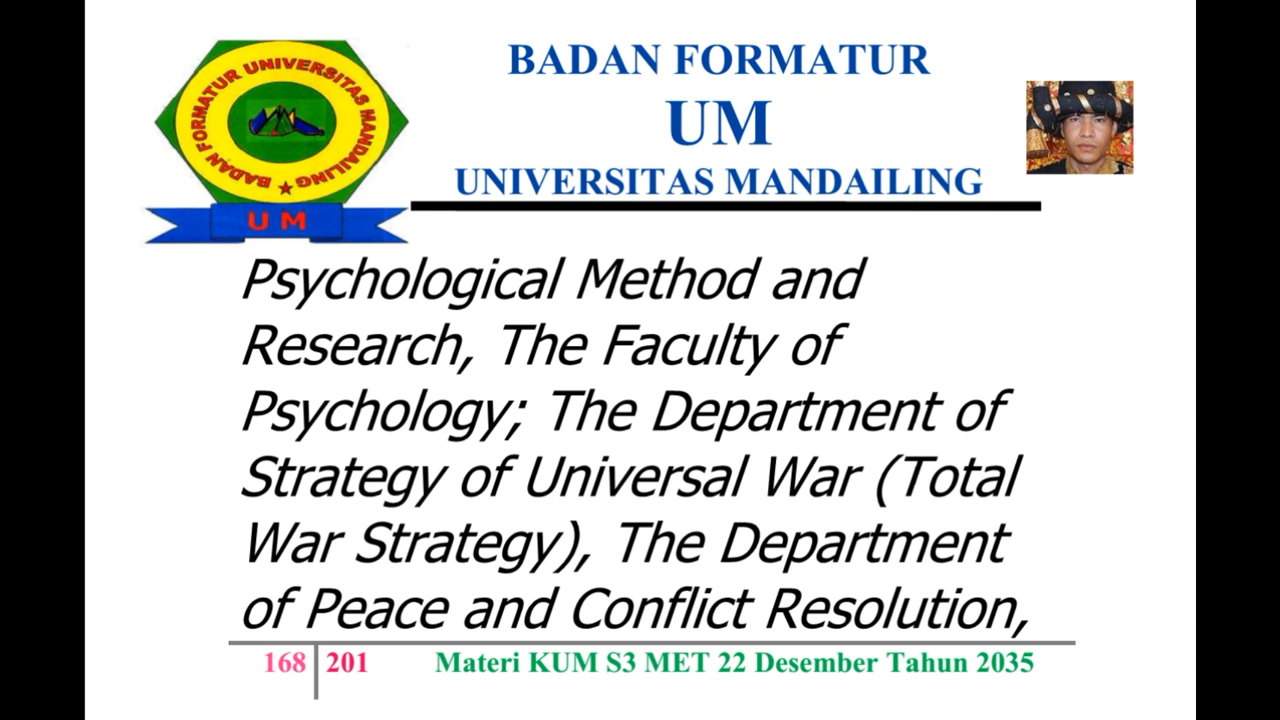 BADAN FORMATUR UNIVERSITAS MANDAILING
BADAN FORMATUR
UM
UNIVERSITAS MANDAILING
UM
Psychological Method and
Research, The Faculty of
Psychology; The Department of
Strategy of Universal War (Total
War Strategy), The Department
of Peace and Conflict Resolution,
168 201 Materi KUM S3 MET 22 Desember Tahun 2035